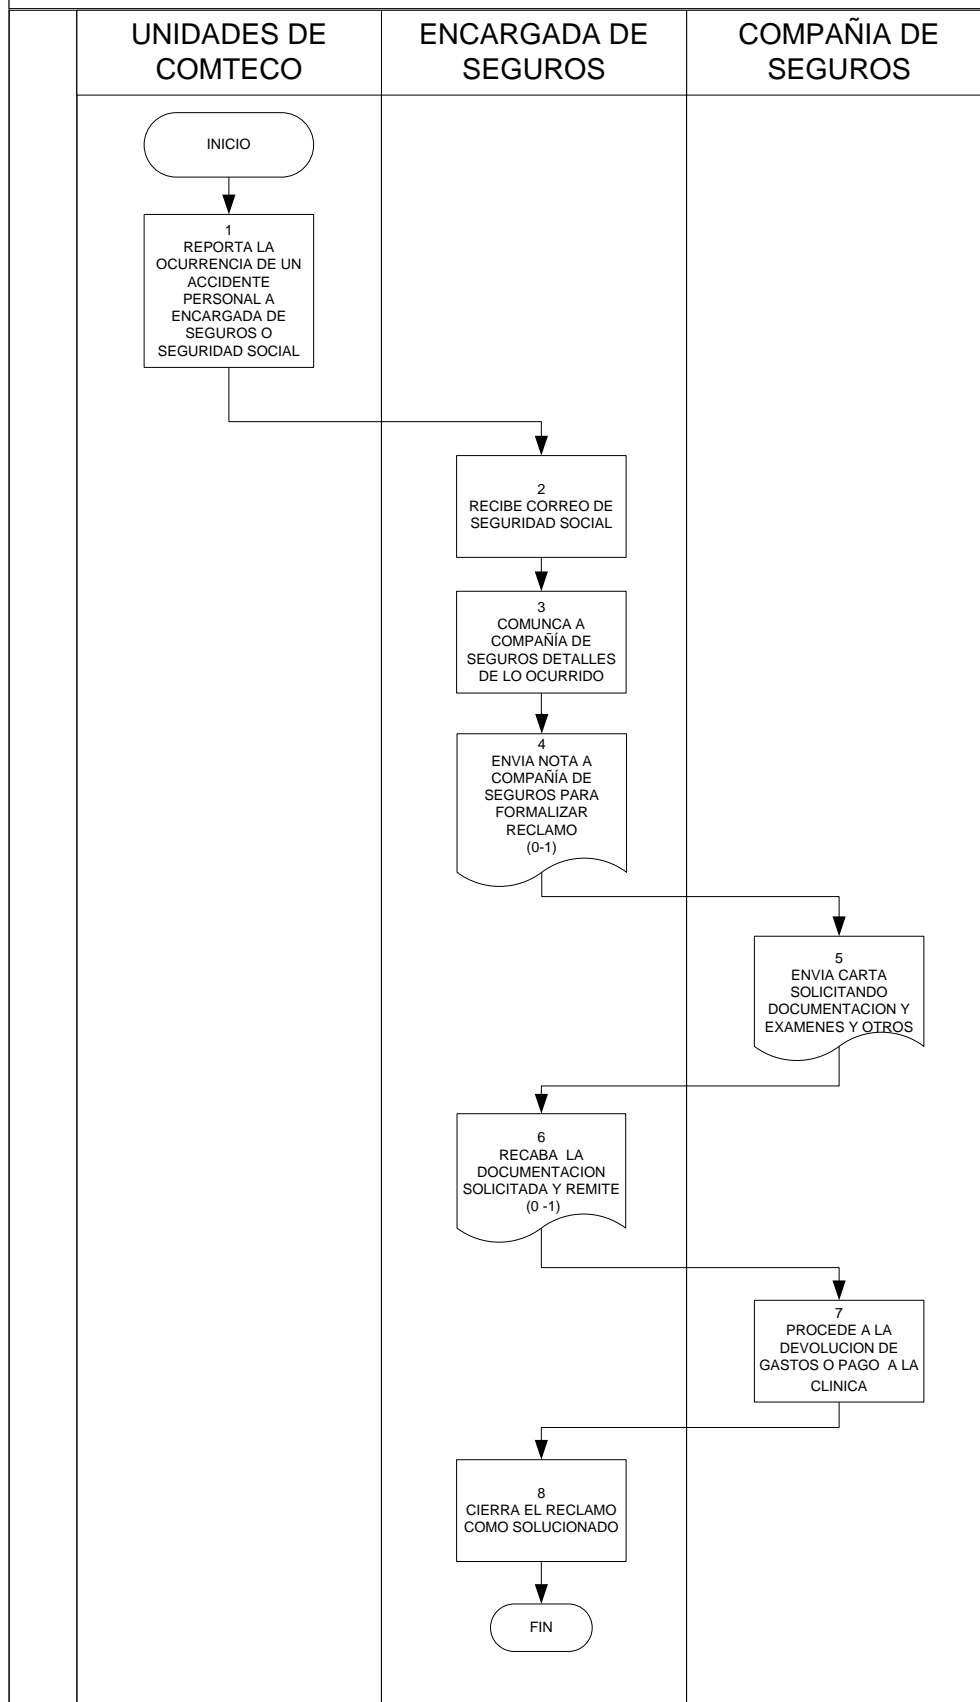 UNIDADES DE
COMTECO
ENCARGADA DE
SEGUROS
COMPAÑIA DE
SEGUROS
INICIO
1
REPORTA LA
OCURRENCIA DE UN
ACCIDENTE
PERSONAL A
ENCARGADA DE
SEGUROS O
SEGURIDAD SOCIAL
2
RECIBE CORREO DE
SEGURIDAD SOCIAL
3
COMUNCA A
COMPAÑÍA DE
SEGUROS DETALLES
DE LO OCURRIDO
4
ENVIA NOTA A
COMPAÑÍA DE
SEGUROS PARA
FORMALIZAR
RECLAMO
(0-1)
5
ENVIA CARTA
SOLICITANDO
DOCUMENTACION Y
EXAMENES Y OTROS
6
RECABA  LA
DOCUMENTACION
SOLICITADA Y REMITE
(0 -1)
7
PROCEDE A LA
DEVOLUCION DE
GASTOS O PAGO  A LA
CLINICA
8
CIERRA EL RECLAMO
COMO SOLUCIONADO
FIN